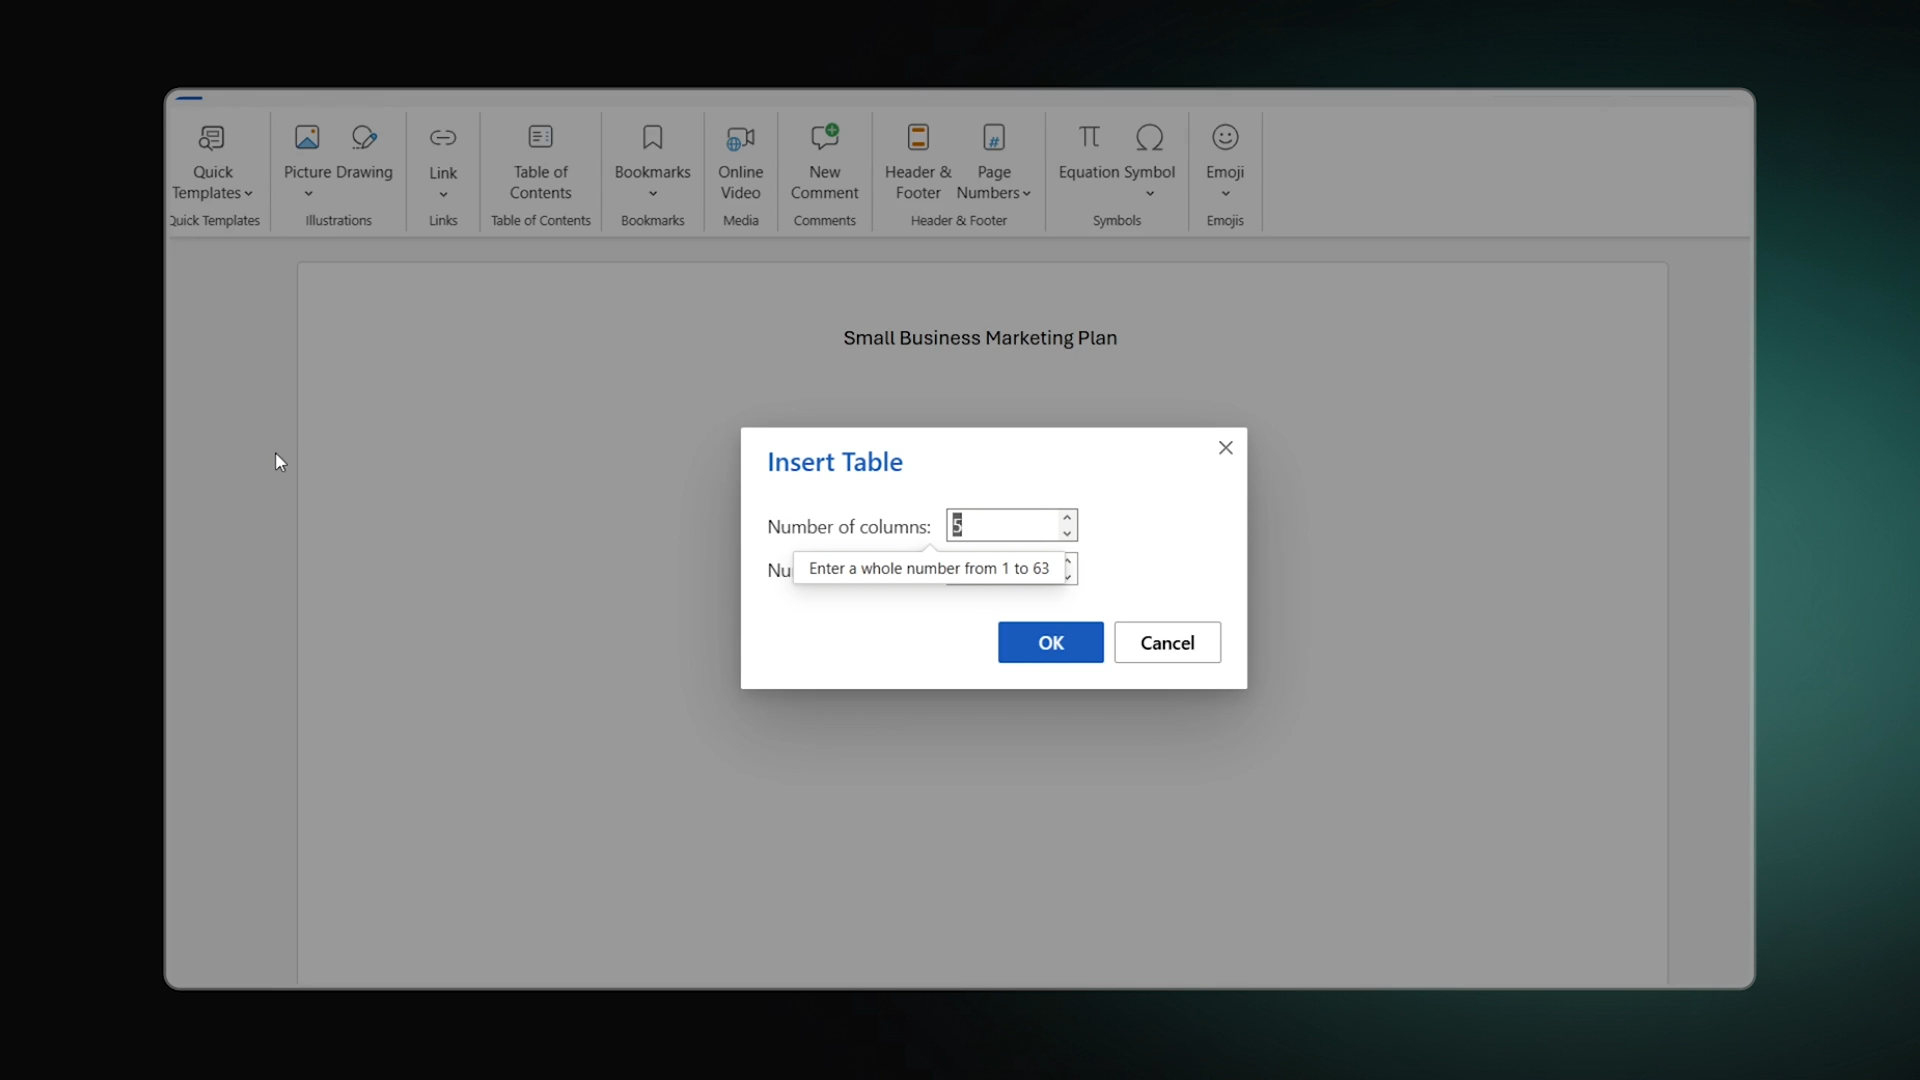 Quick Templates
Picture
Drawing
Link
Table of Contents
Bookmarks
Online Video
New Comment
Header & Footer
Page Numbers
Equation
Symbol
Emoji
Quick Templates
Illustrations
Links
Table of Contents
Bookmarks
Media
Comments
Header & Footer
Symbols
Emojis
Small Business Marketing Plan
Insert Table
Number of columns: 5
Enter a whole number from 1 to 63
OK
Cancel